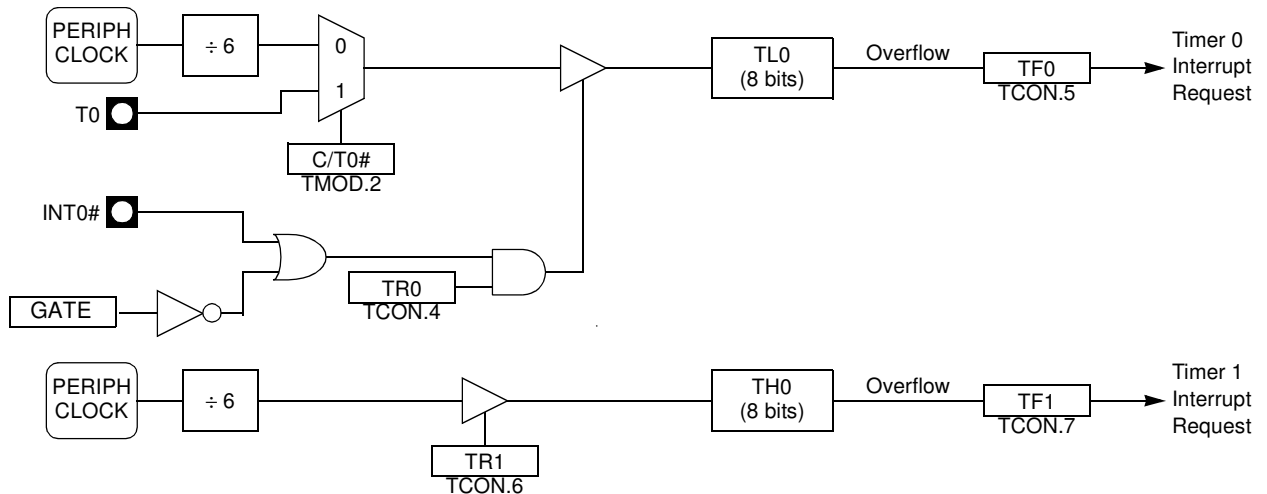 PERIPH
CLOCK
÷ 6
0
1
T0
C/T0#
TMOD.2
TL0
(8 bits)
Overflow
TF0
TCON.5
Timer 0
Interrupt
Request
INT0#
GATE
TR0
TCON.4
PERIPH
CLOCK
÷ 6
TR1
TCON.6
TH0
(8 bits)
Overflow
TF1
TCON.7
Timer 1
Interrupt
Request